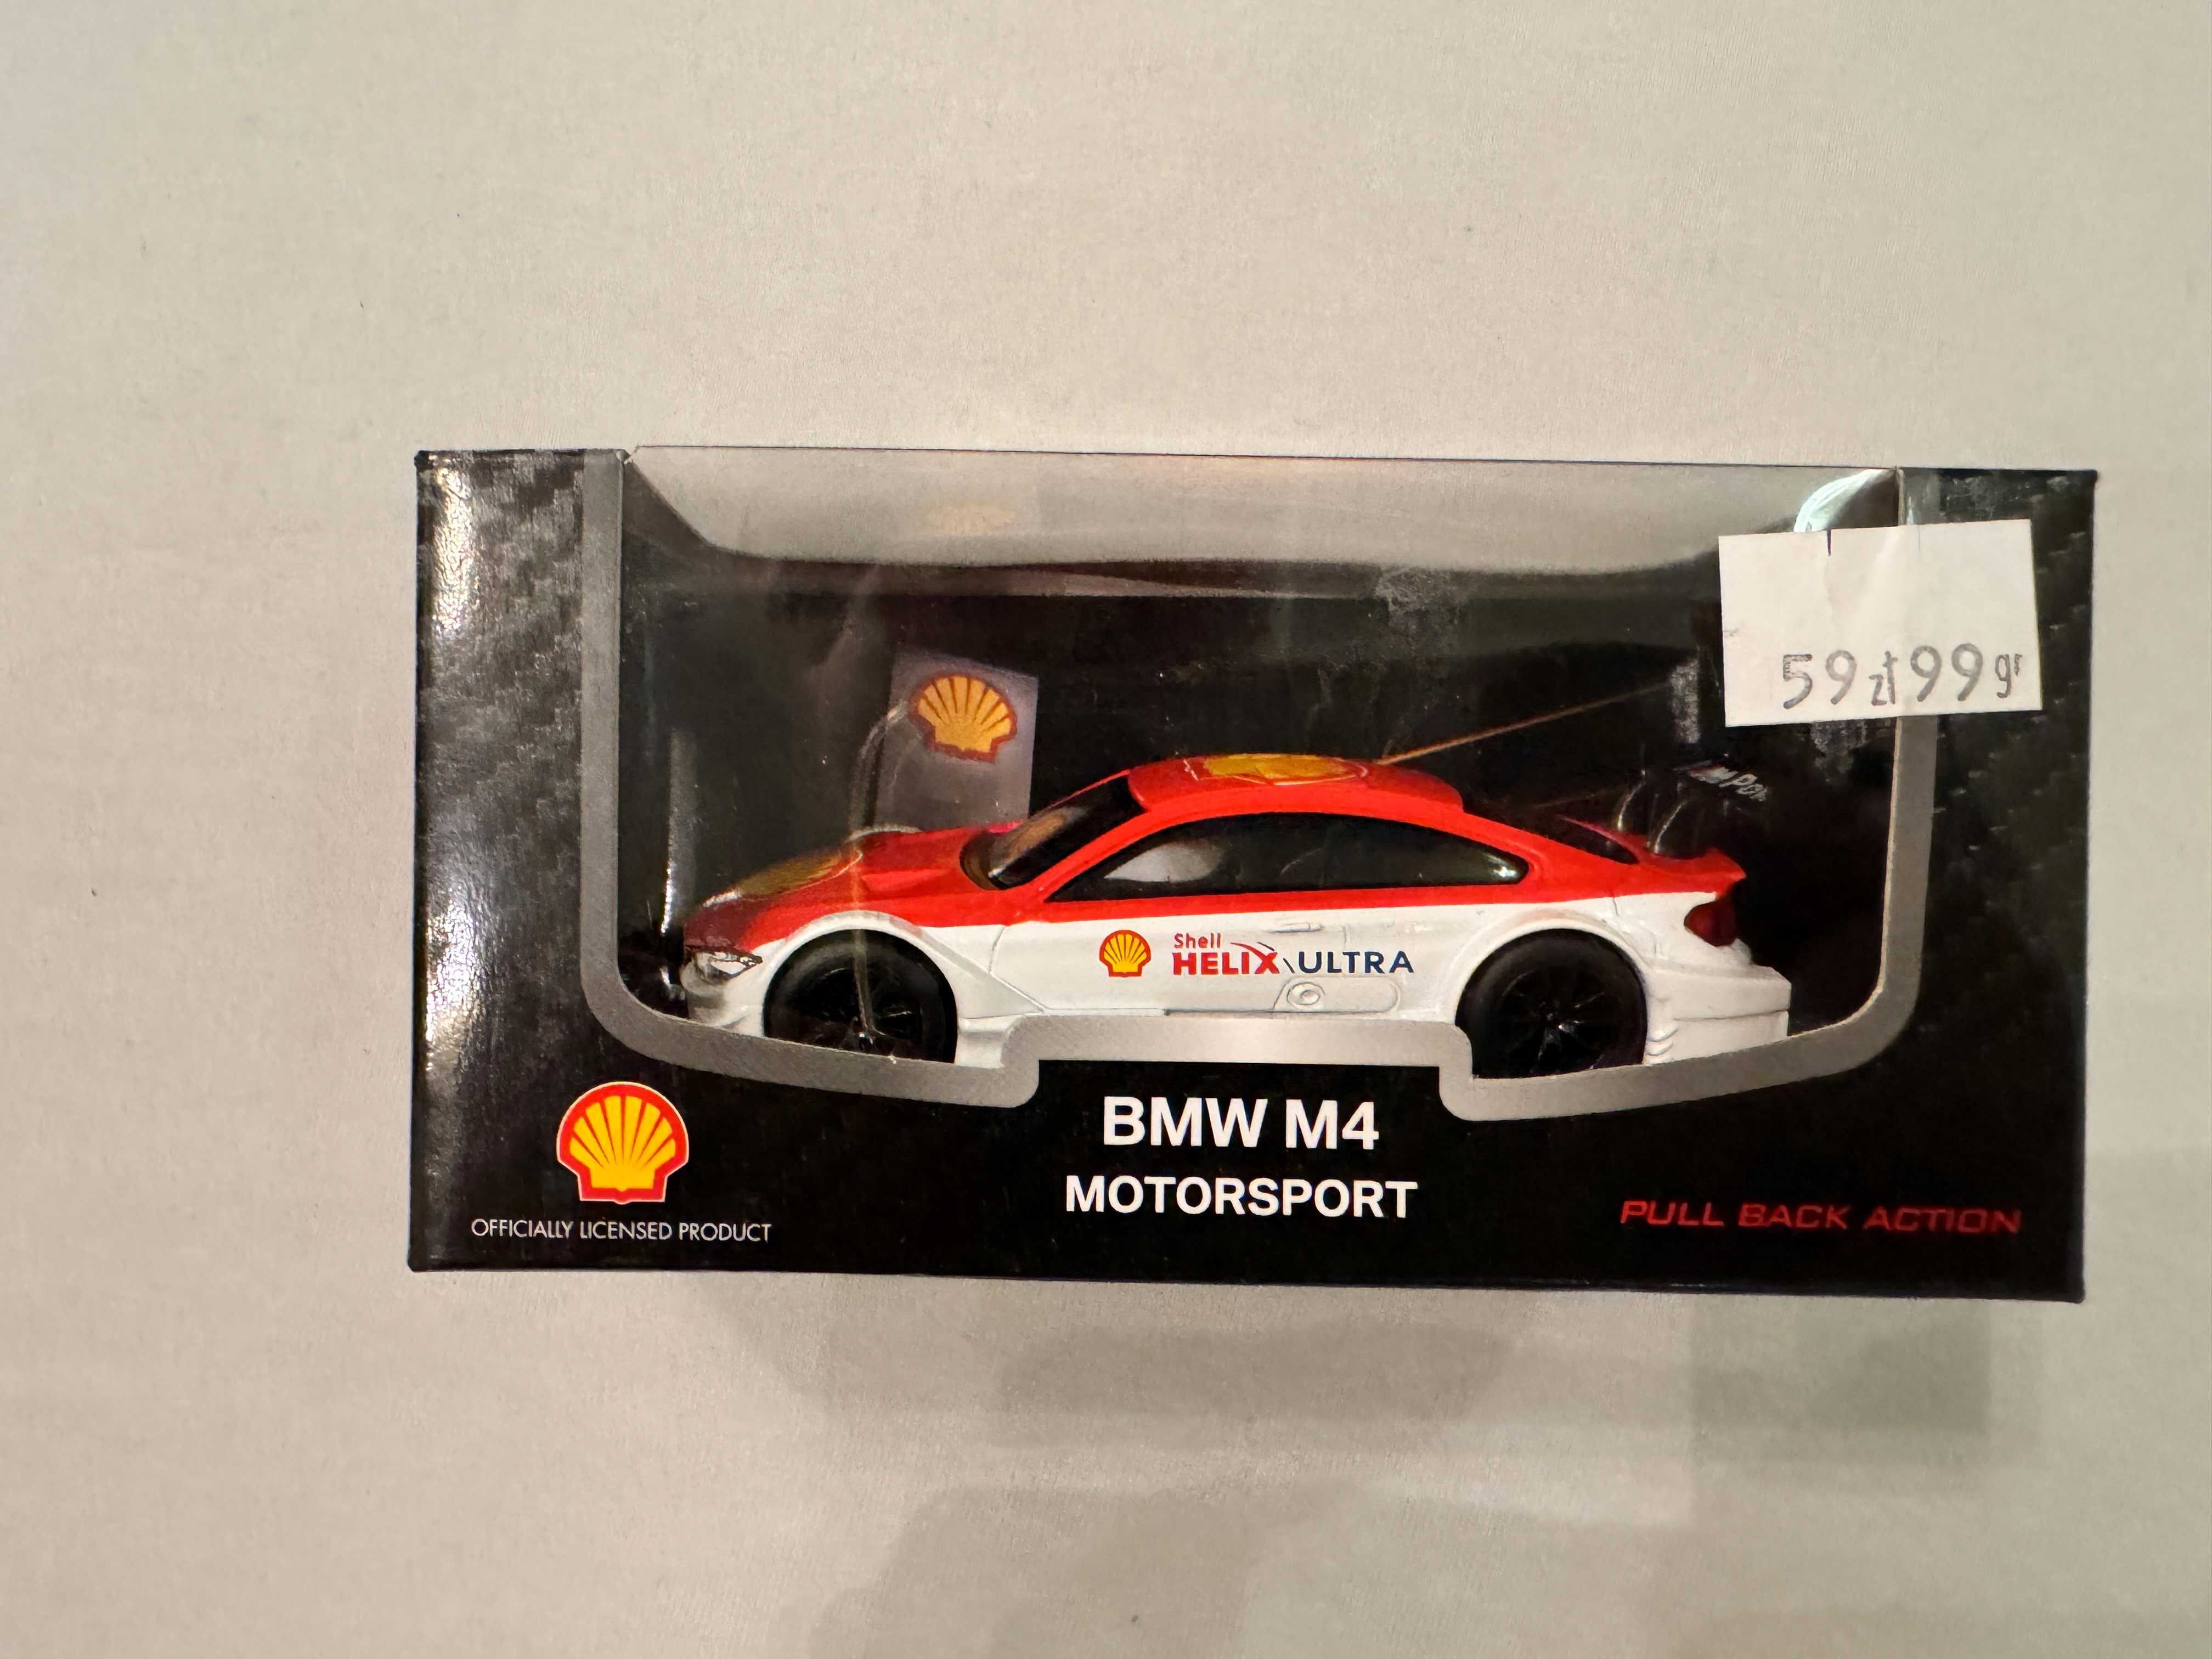 59 zł 99 gr
Shell
HELIX ULTRA
BMW M4
MOTORSPORT
OFFICIALLY LICENSED PRODUCT
PULL BACK ACTION